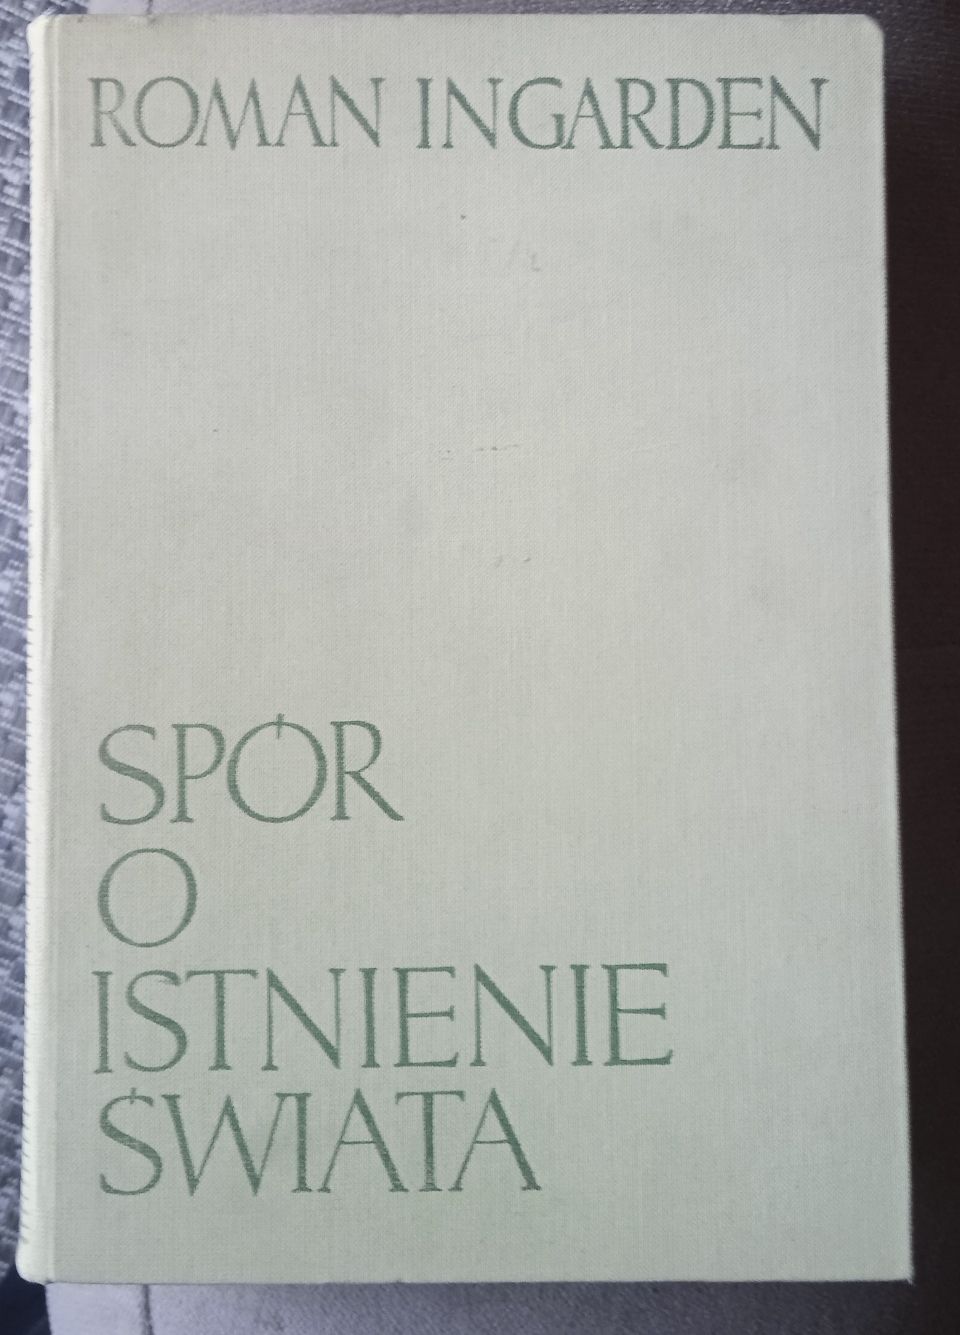 ROMAN INGARDEN
SPÓR
O
ISTNIENIE
ŚWIATA